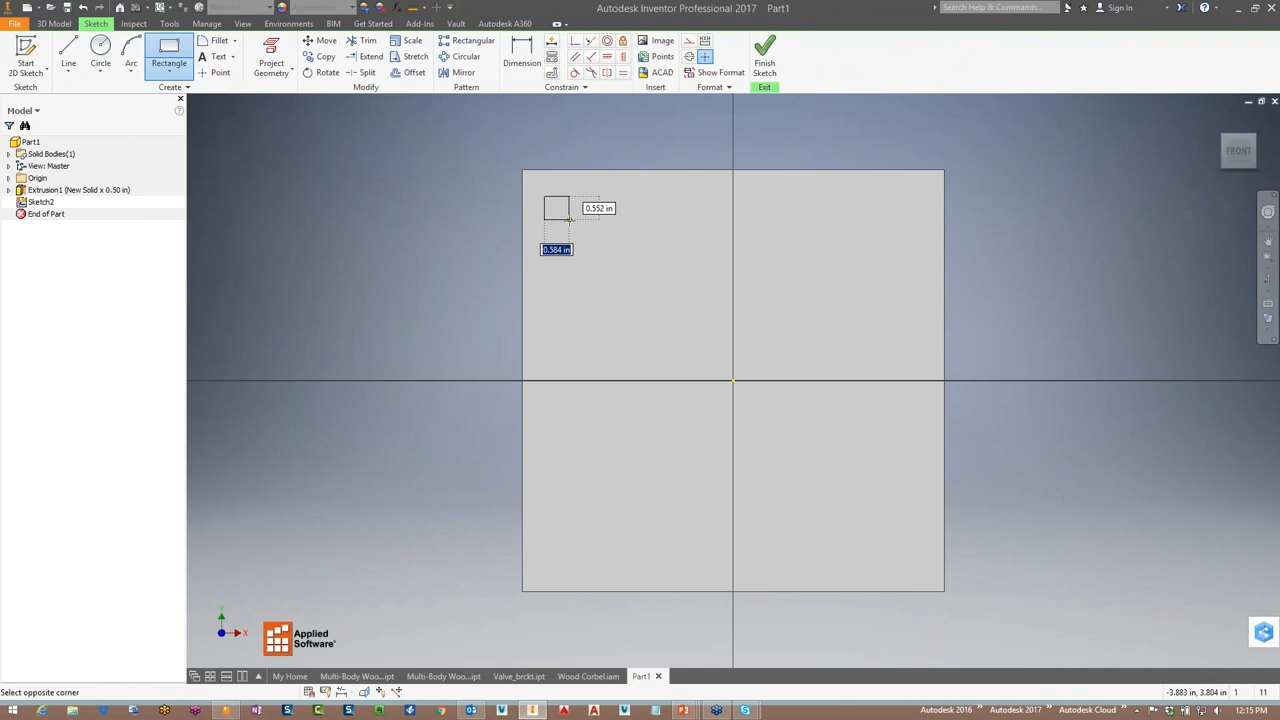 Autodesk Inventor Professional 2017 Part1
Search Help & Commands...
Sign In
File
3D Model
Sketch
Inspect
Tools
Manage
View
Environments
BIM
Get Started
Add-Ins
Vault
Autodesk A360
Start
2D Sketch
Line
Circle
Arc
Rectangle
Fillet
Text
Point
Project
Geometry
Move
Copy
Rotate
Trim
Extend
Split
Scale
Stretch
Offset
Rectangular
Circular
Mirror
Dimension
Image
Points
ACAD
Show Format
Finish
Sketch
Sketch
Create
Modify
Pattern
Constrain
Insert
Format
Exit
Model
Part1
Solid Bodies(1)
View: Master
Origin
Extrusion1 (New Solid x 0.50 in)
Sketch2
End of Part
FRONT
0.552 in
0.584 in
Y
X
Applied
Software®
My Home
Multi-Body Woo...ipt
Multi-Body Woo...ipt
Valve_brckt.ipt
Wood Corbel.iam
Part1
Select opposite corner
-3.883 in, 3.804 in
1
11
Autodesk 2016
Autodesk 2017
Autodesk Cloud
12:15 PM